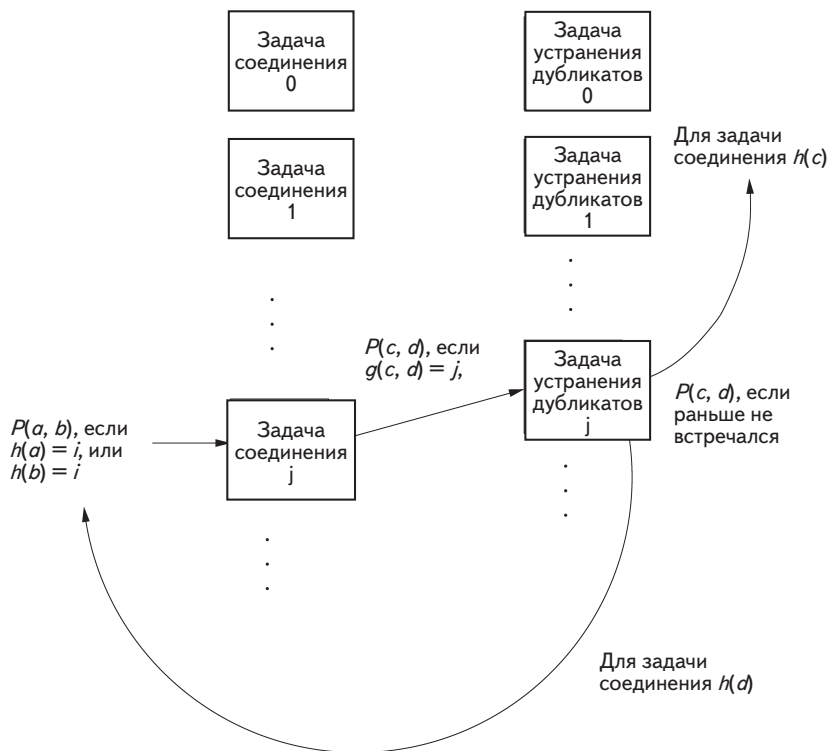 Задача
соединения
0
Задача
устранения
дубликатов
0
Для задачи
соединения h(c)
Задача
соединения
1
Задача
устранения
дубликатов
1
P(c, d), если
g(c, d) = j,
Задача
устранения
дубликатов
j
P(c, d), если
раньше не
встречался
P(a, b), если
h(a) = i, или
h(b) = i
Задача
соединения
j
Для задачи
соединения h(d)